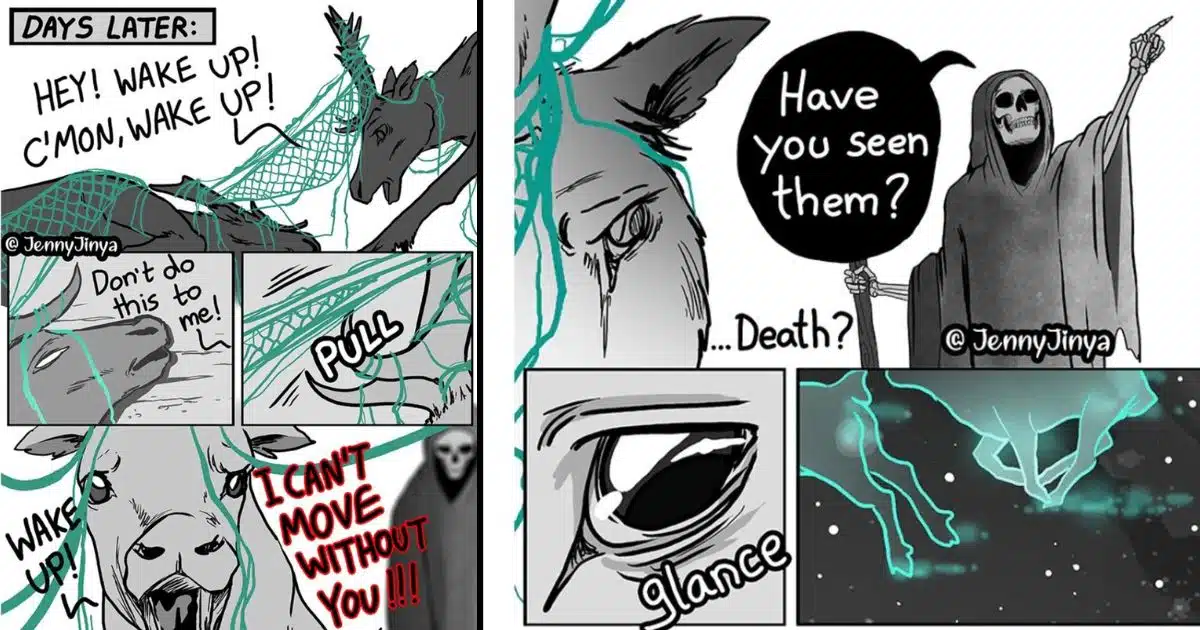 DAYS LATER:
HEY! WAKE UP!
C'MON, WAKE UP!
© JennyJinya
Don't do
this to
me!
PULL
WAKE
UP!
I CAN'T
MOVE
WITHOUT
YOU!!!
Have
you seen
them?
...Death?
© JennyJinya
glance